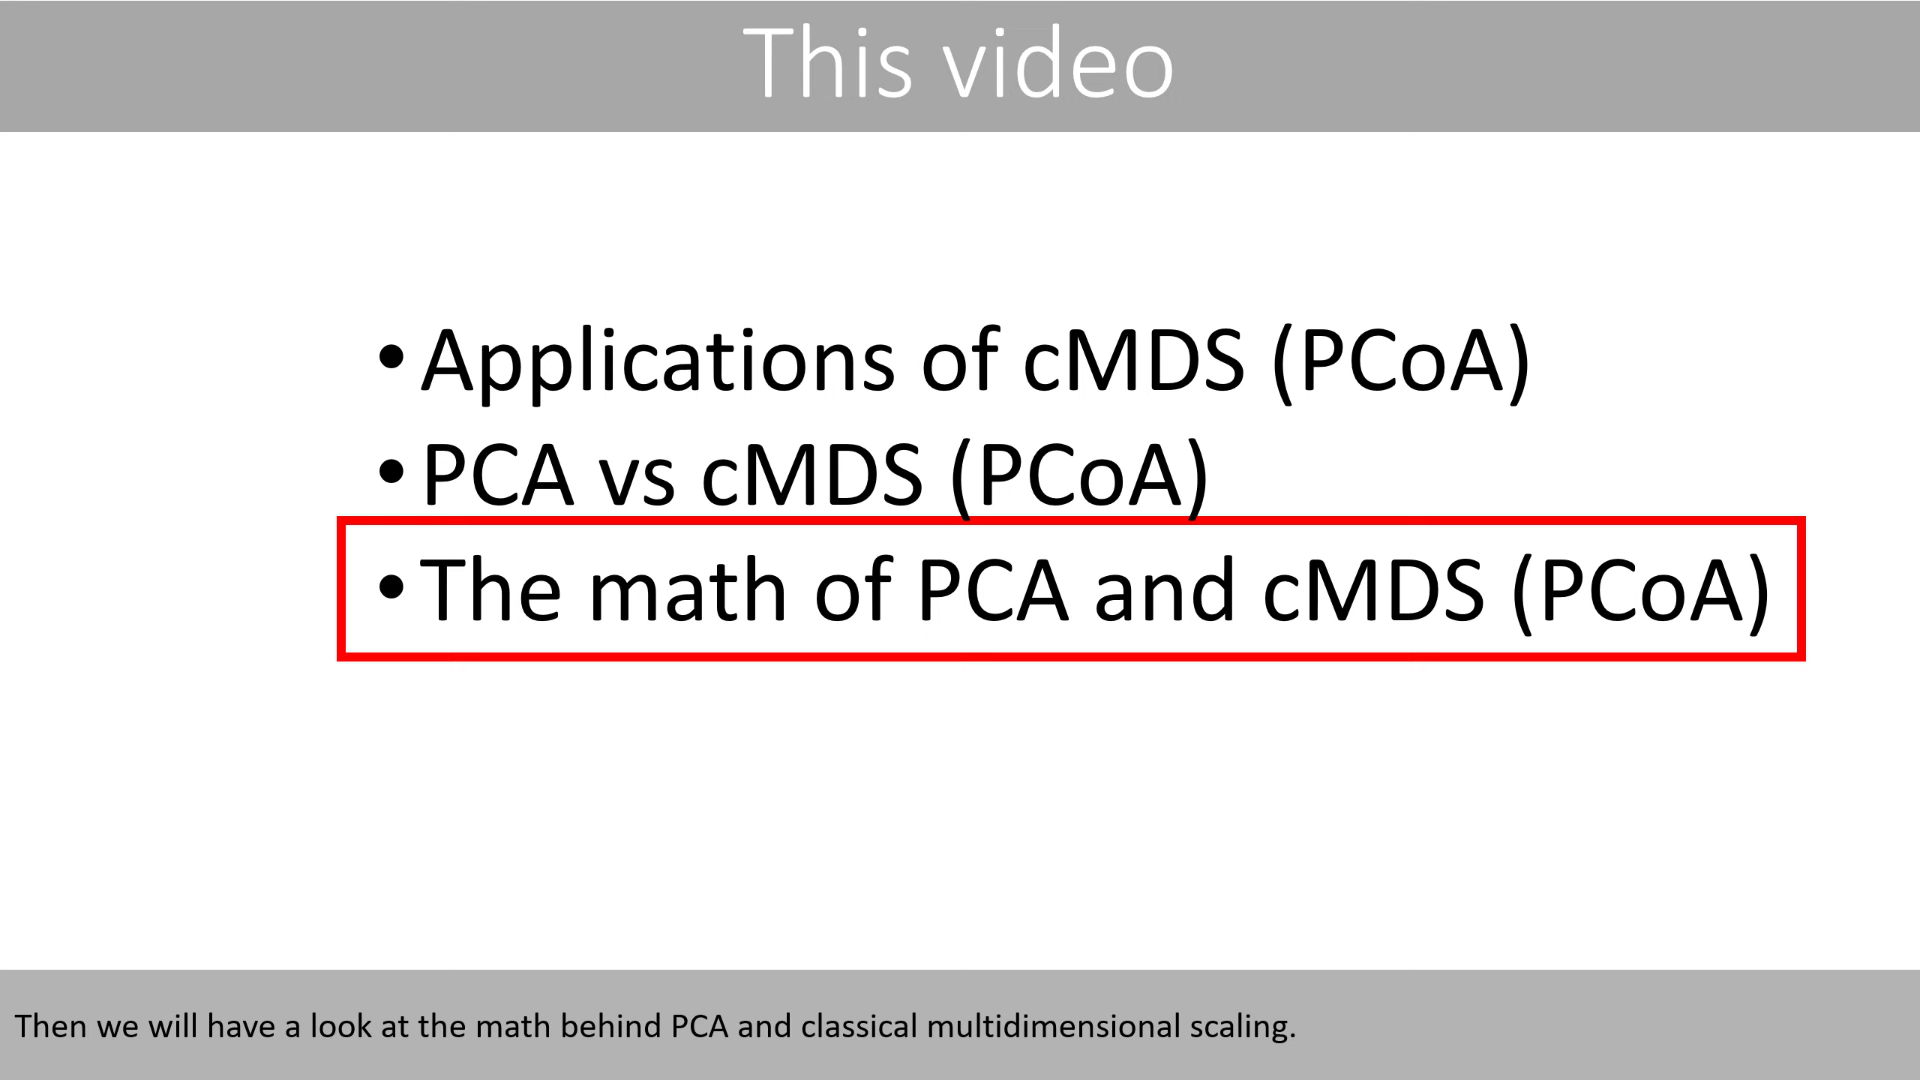 This video
• Applications of cMDS (PCoA)
• PCA vs cMDS (PCoA)
• The math of PCA and cMDS (PCoA)
Then we will have a look at the math behind PCA and classical multidimensional scaling.